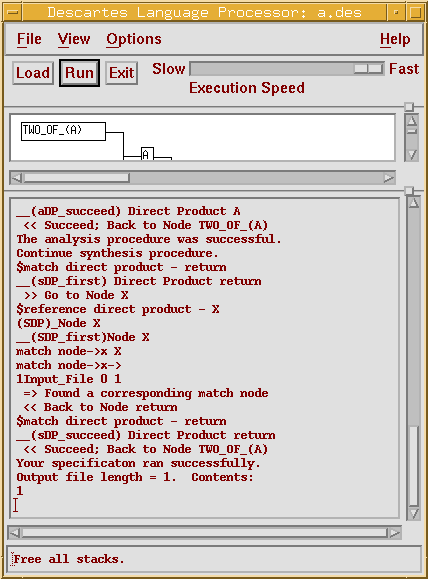 Descartes Language Processor: a.des
File View Options Help
Load Run Exit Slow Fast
Execution Speed
TWO_OF_(A)
A
__(aDP_succeed) Direct Product A
<< Succeed; Back to Node TWO_OF_(A)
The analysis procedure was successful.
Continue synthesis procedure.
$match direct product - return
__(sDP_first) Direct Product return
>> Go to Node X
$reference direct product - X
(SDP)_Node X
__(SDP_first)Node X
match node->x X
match node->x->
1Input_File 0 1
=> Found a corresponding match node
<< Back to Node return
$match direct product - return
__(sDP_succeed) Direct Product return
<< Succeed; Back to Node TWO_OF_(A)
Your specificaton ran successfully.
Output file length = 1. Contents:
1
Free all stacks.